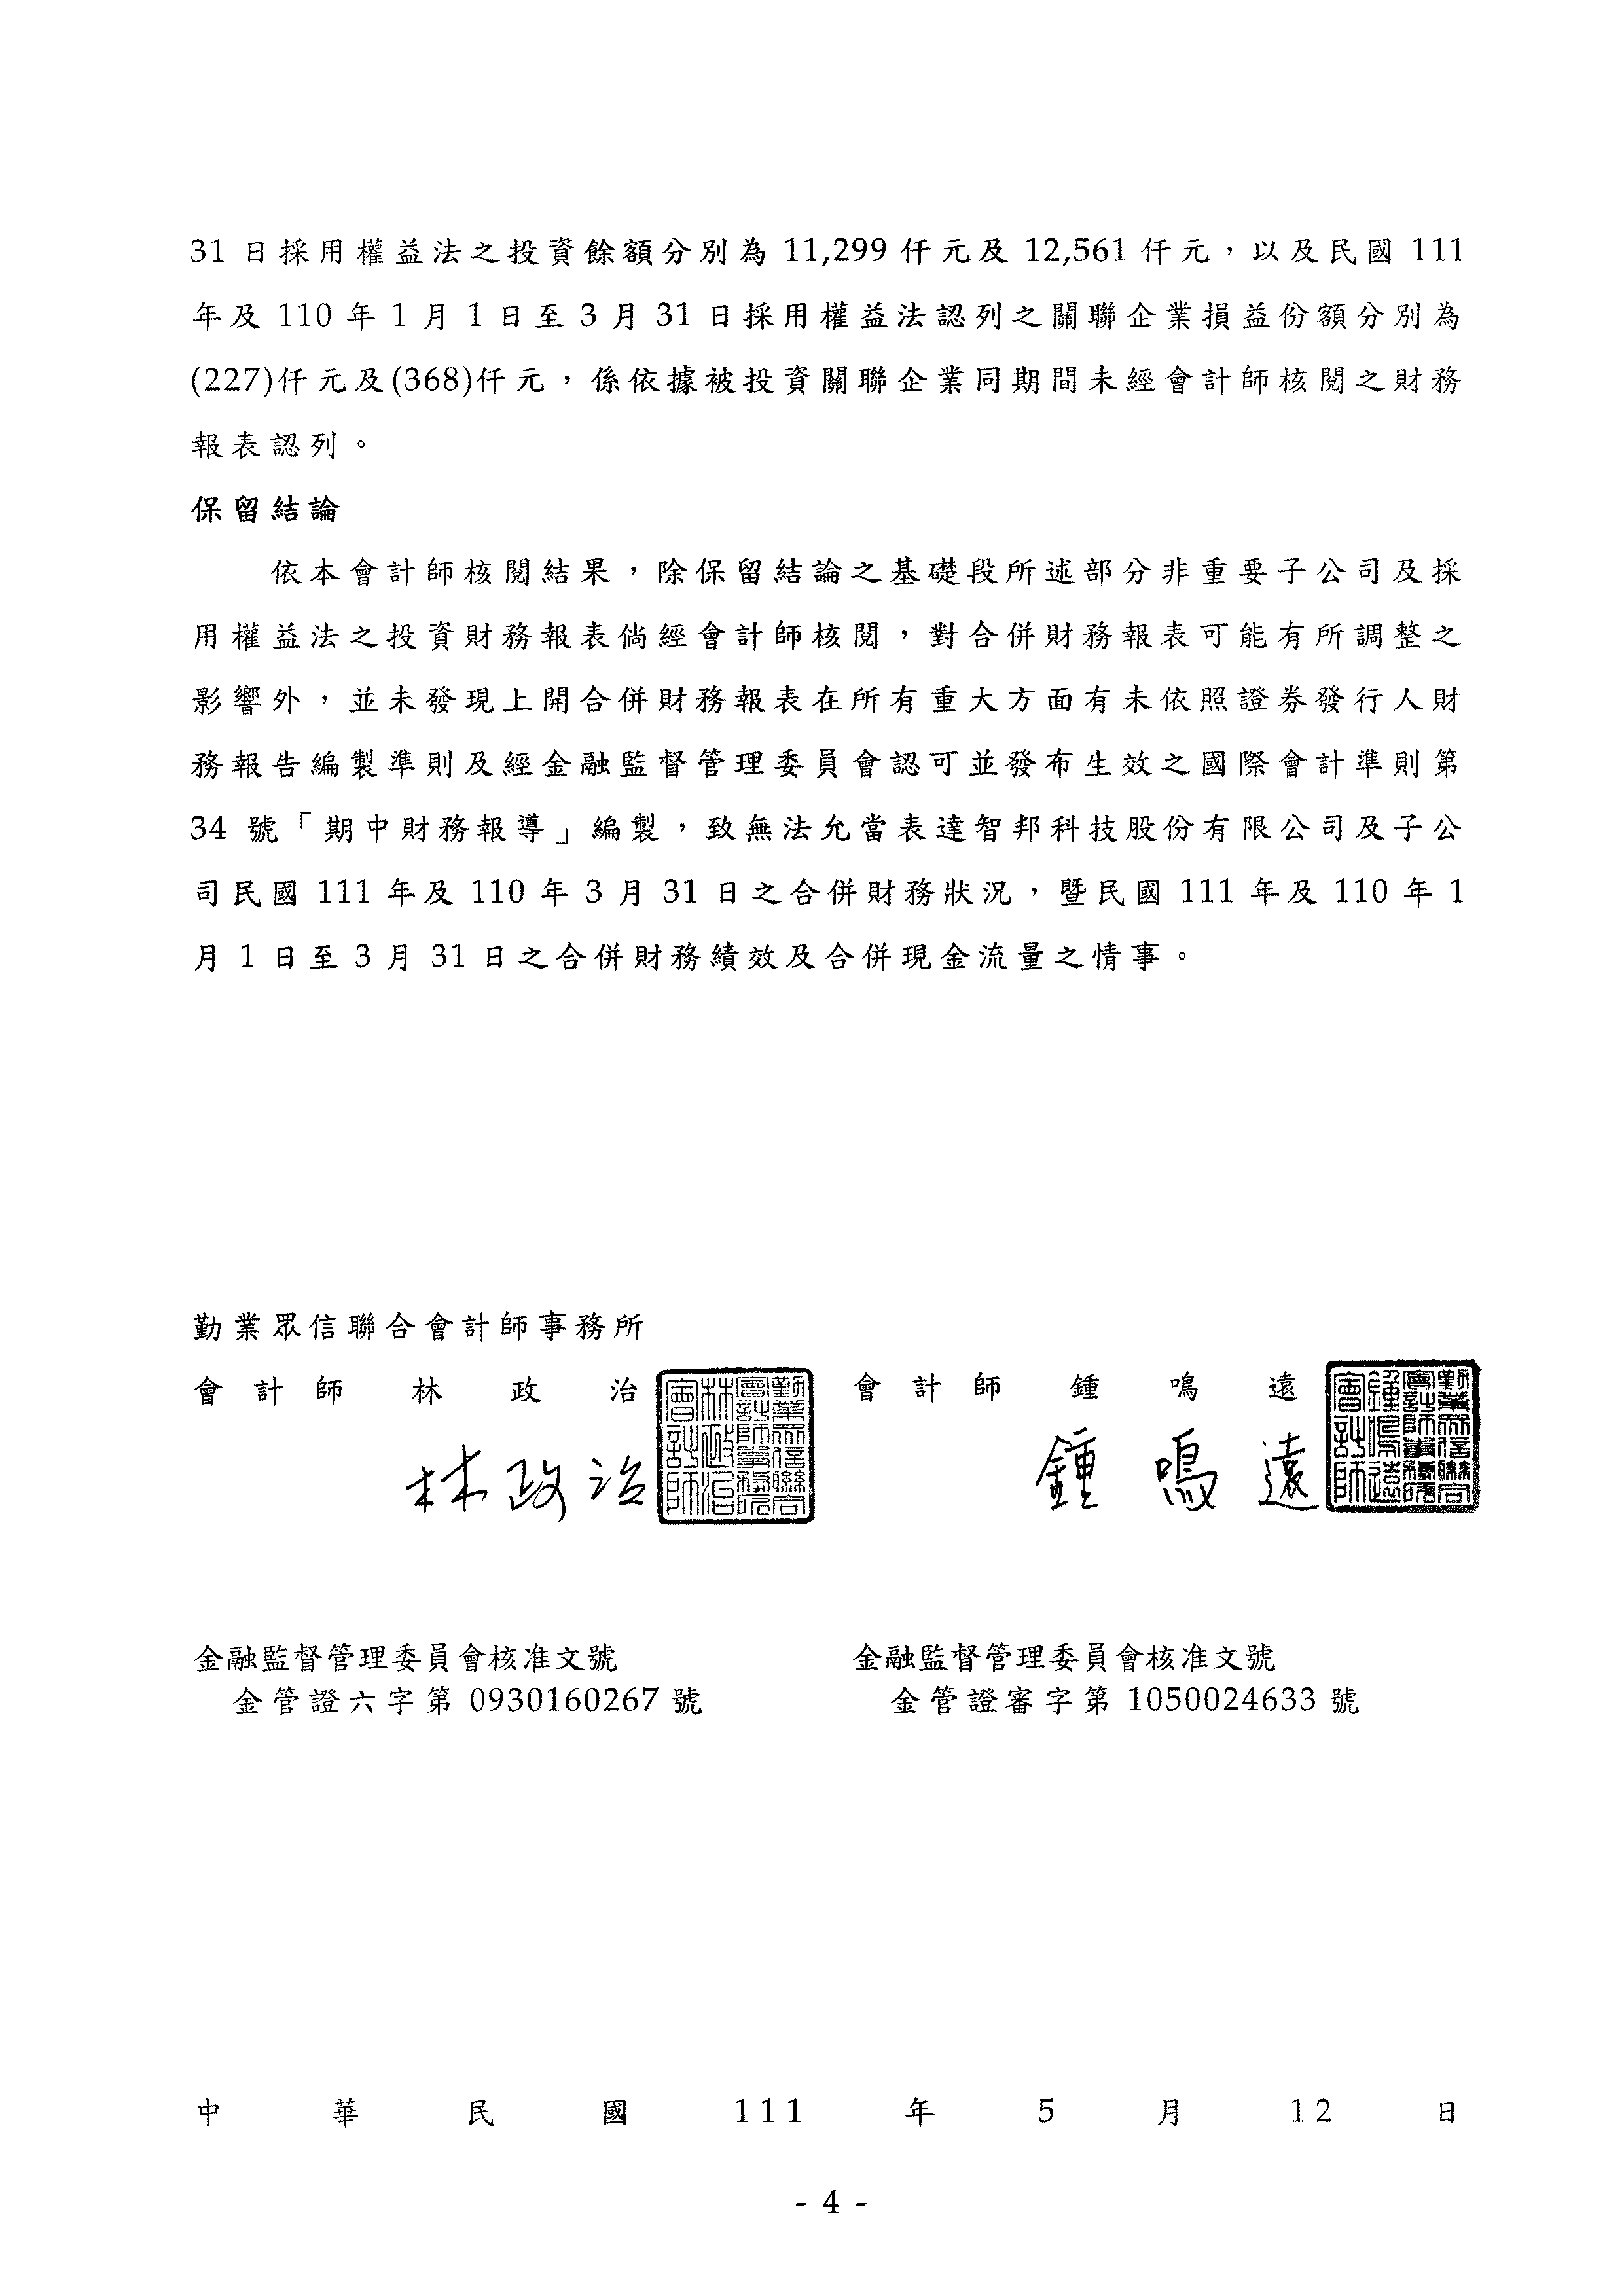 31 日採用權益法之投資餘額分別為 11,299 仟元及 12,561 仟元，以及民國 111
年及 110 年 1 月 1 日至 3 月 31 日採用權益法認列之關聯企業損益份額分別為
(227)仟元及(368)仟元，係依據被投資關聯企業同期間未經會計師核閱之財務
報表認列。
保留結論
依本會計師核閱結果，除保留結論之基礎段所述部分非重要子公司及採
用權益法之投資財務報表倘經會計師核閱，對合併財務報表可能有所調整之
影響外，並未發現上開合併財務報表在所有重大方面有未依照證券發行人財
務報告編製準則及經金融監督管理委員會認可並發布生效之國際會計準則第
34 號「期中財務報導」編製，致無法允當表達智邦科技股份有限公司及子公
司民國 111 年及 110 年 3 月 31 日之合併財務狀況，暨民國 111 年及 110 年 1
月 1 日至 3 月 31 日之合併財務績效及合併現金流量之情事。
勤業眾信聯合會計師事務所
會計師 林政治
勤業眾信聯合會計師事務所林政治會計師
林政治
會計師 鍾鳴遠
勤業眾信聯合會計師事務所鍾鳴遠會計師
鍾鳴遠
金融監督管理委員會核准文號
金管證六字第 0930160267 號
金融監督管理委員會核准文號
金管證審字第 1050024633 號
中華民國 111 年 5 月 12 日
- 4 -